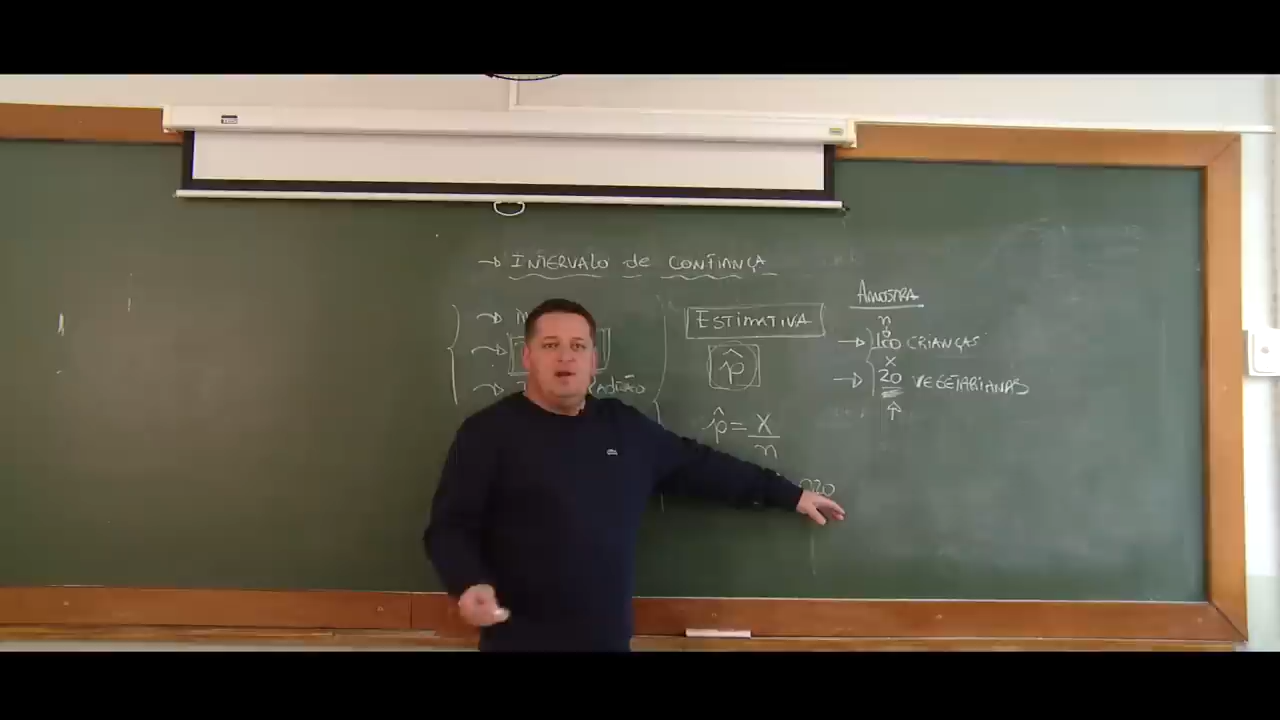 → INTERVALO de CONFIANÇA
ESTIMATIVA
p̂
p̂ = X
n
0,20
AMOSTRA
n
→ 100 CRIANÇAS
X
→ 20 VEGETARIANAS
↑